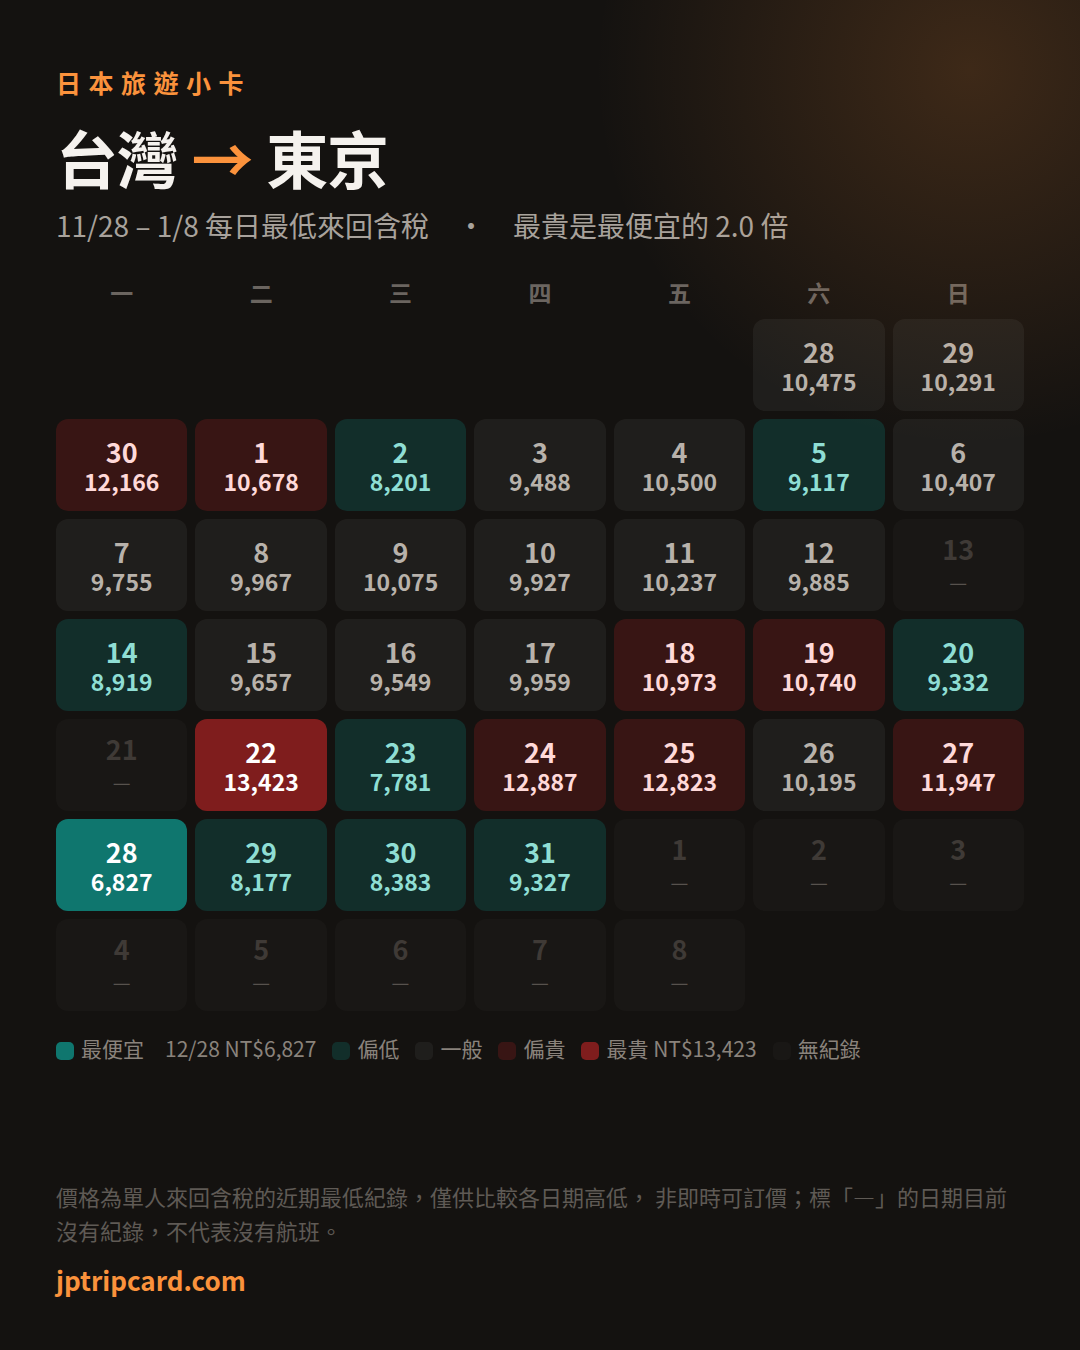 日本旅遊小卡
台灣 → 東京
11/28 – 1/8 每日最低來回含稅 · 最貴是最便宜的 2.0 倍
一 二 三 四 五 六 日
28 29
10,475 10,291
30 1 2 3 4 5 6
12,166 10,678 8,201 9,488 10,500 9,117 10,407
7 8 9 10 11 12 13
9,755 9,967 10,075 9,927 10,237 9,885 —
14 15 16 17 18 19 20
8,919 9,657 9,549 9,959 10,973 10,740 9,332
21 22 23 24 25 26 27
— 13,423 7,781 12,887 12,823 10,195 11,947
28 29 30 31 1 2 3
6,827 8,177 8,383 9,327 — — —
4 5 6 7 8
— — — — —
最便宜 12/28 NT$6,827 偏低 一般 偏貴 最貴 NT$13,423 無紀錄
價格為單人來回含稅的近期最低紀錄，僅供比較各日期高低， 非即時可訂價；標「—」的日期目前
沒有紀錄，不代表沒有航班。
jptripcard.com